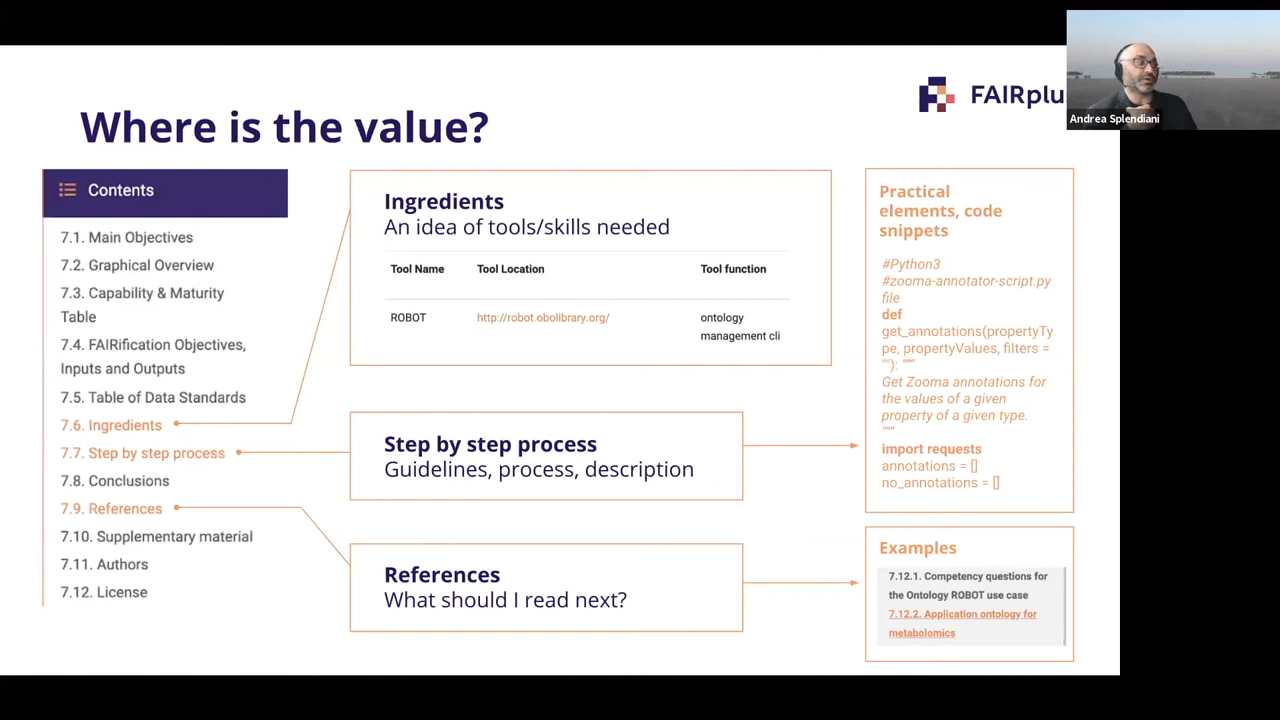 Where is the value?
FAIRplu
Andrea Splendiani
Contents
7.1. Main Objectives
7.2. Graphical Overview
7.3. Capability & Maturity
Table
7.4. FAIRification Objectives,
Inputs and Outputs
7.5. Table of Data Standards
7.6. Ingredients
7.7. Step by step process
7.8. Conclusions
7.9. References
7.10. Supplementary material
7.11. Authors
7.12. License
Ingredients
An idea of tools/skills needed
Tool Name Tool Location Tool function
ROBOT http://robot.obolibrary.org/ ontology
management cli
Step by step process
Guidelines, process, description
References
What should I read next?
Practical
elements, code
snippets
#Python3
#zooma-annotator-script.py
file
def
get_annotations(propertyTy
pe, propertyValues, filters =
""): """
Get Zooma annotations for
the values of a given
property of a given type.
"""
import requests
annotations = []
no_annotations = []
Examples
7.12.1. Competency questions for
the Ontology ROBOT use case
7.12.2. Application ontology for
metabolomics